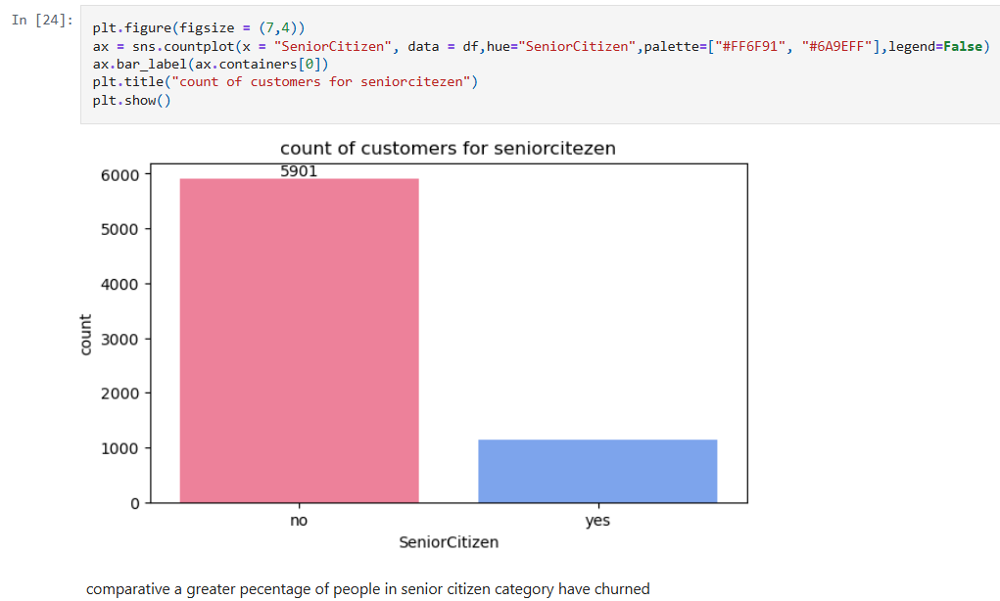 In [24]:
plt.figure(figsize = (7,4))
ax = sns.countplot(x = "SeniorCitizen", data = df,hue="SeniorCitizen",palette=["#FF6F91", "#6A9EFF"],legend=False)
ax.bar_label(ax.containers[0])
plt.title("count of customers for seniorcitezen")
plt.show()
count of customers for seniorcitezen
5901
6000
5000
4000
3000
2000
1000
0
count
no yes
SeniorCitizen
comparative a greater pecentage of people in senior citizen category have churned